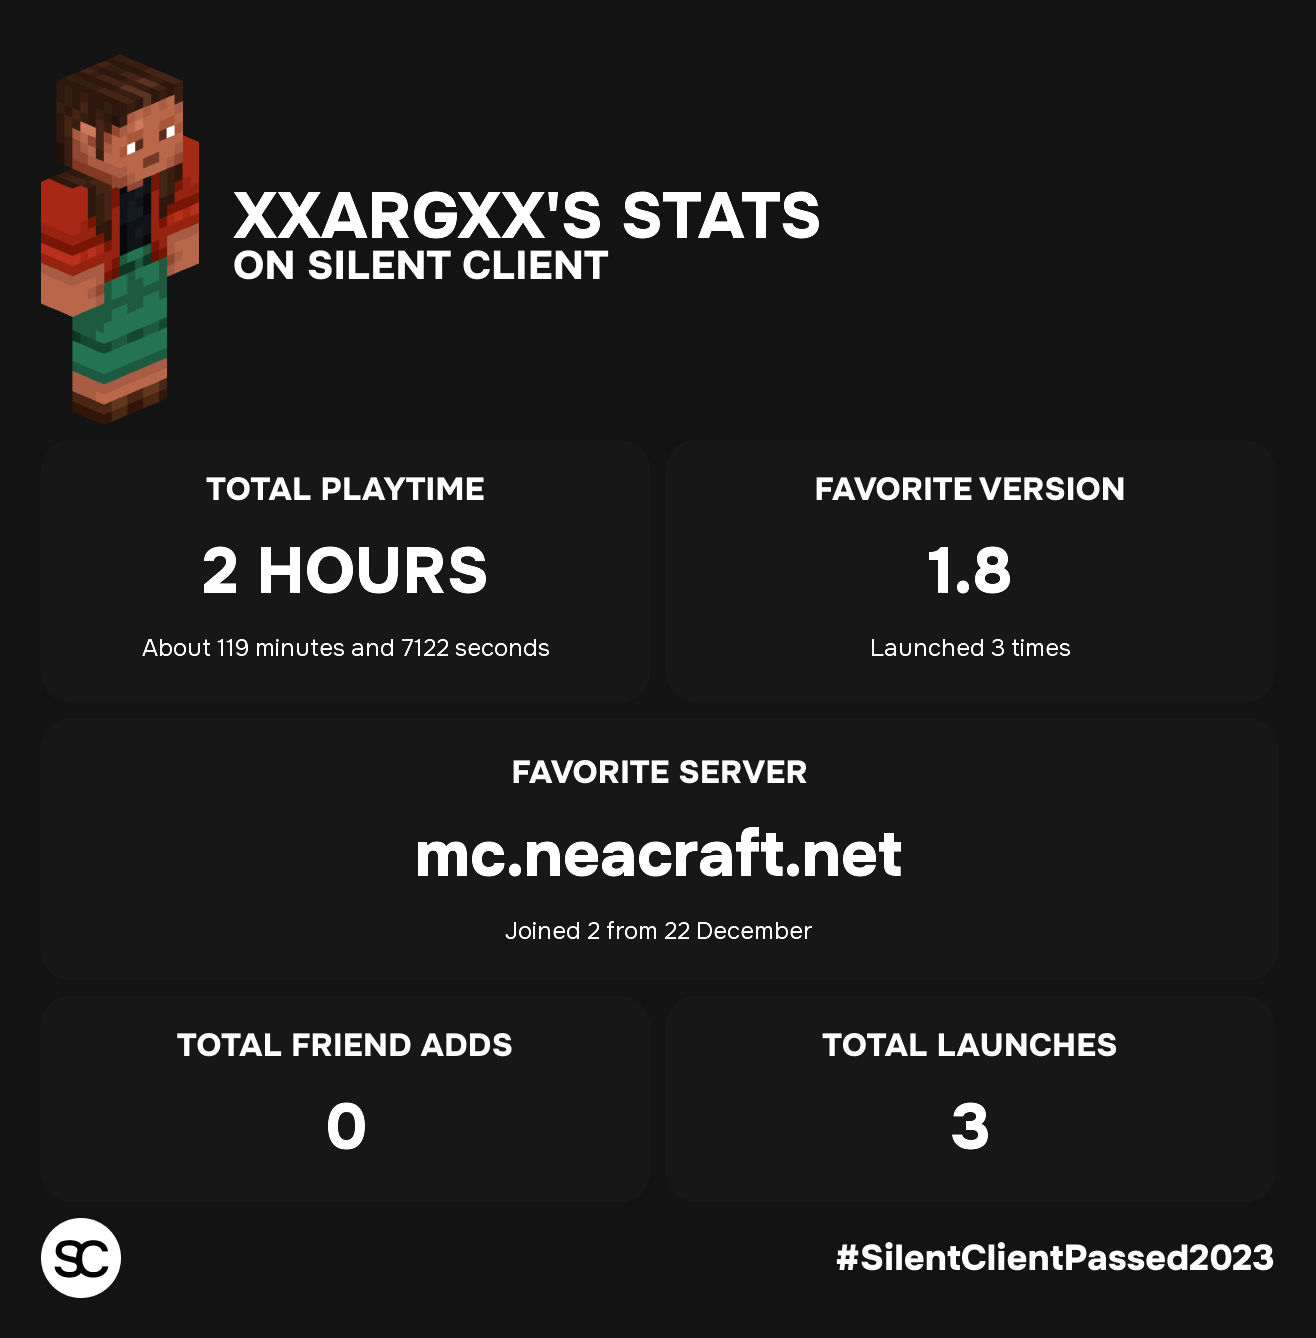 XXARGXX'S STATS
ON SILENT CLIENT
TOTAL PLAYTIME
2 HOURS
About 119 minutes and 7122 seconds
FAVORITE VERSION
1.8
Launched 3 times
FAVORITE SERVER
mc.neacraft.net
Joined 2 from 22 December
TOTAL FRIEND ADDS
0
TOTAL LAUNCHES
3
SC
#SilentClientPassed2023